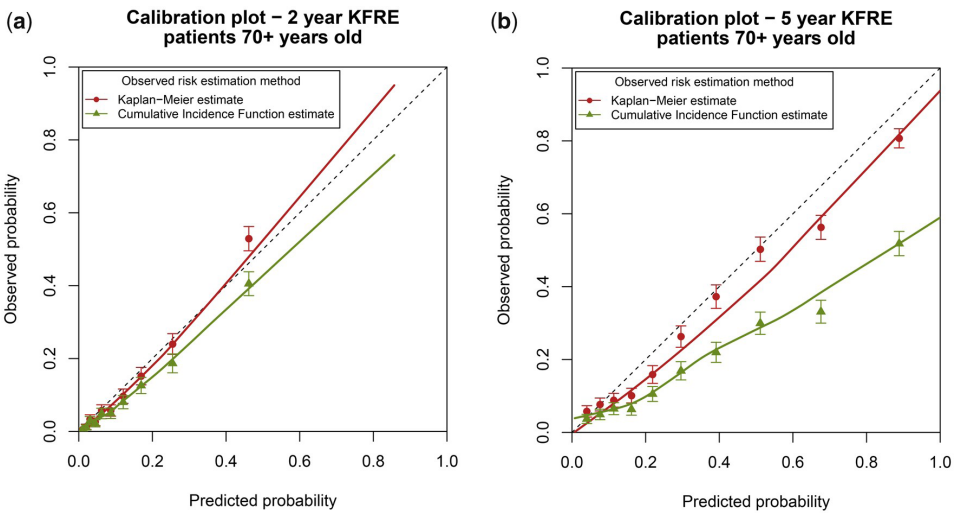 (a)
Calibration plot − 2 year KFRE
patients 70+ years old
Observed risk estimation method
Kaplan−Meier estimate
Cumulative Incidence Function estimate
Observed probability
0.0
0.2
0.4
0.6
0.8
1.0
0.0 0.2 0.4 0.6 0.8 1.0
Predicted probability
(b)
Calibration plot − 5 year KFRE
patients 70+ years old
Observed risk estimation method
Kaplan−Meier estimate
Cumulative Incidence Function estimate
Observed probability
0.0
0.2
0.4
0.6
0.8
1.0
0.0 0.2 0.4 0.6 0.8 1.0
Predicted probability